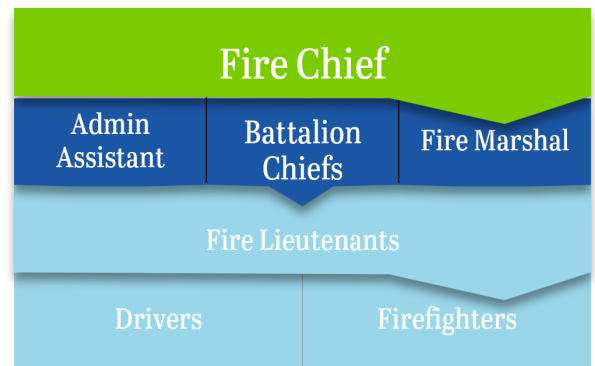 Fire Chief
Admin
Assistant
Battalion
Chiefs
Fire Marshal
Fire Lieutenants
Drivers
Firefighters